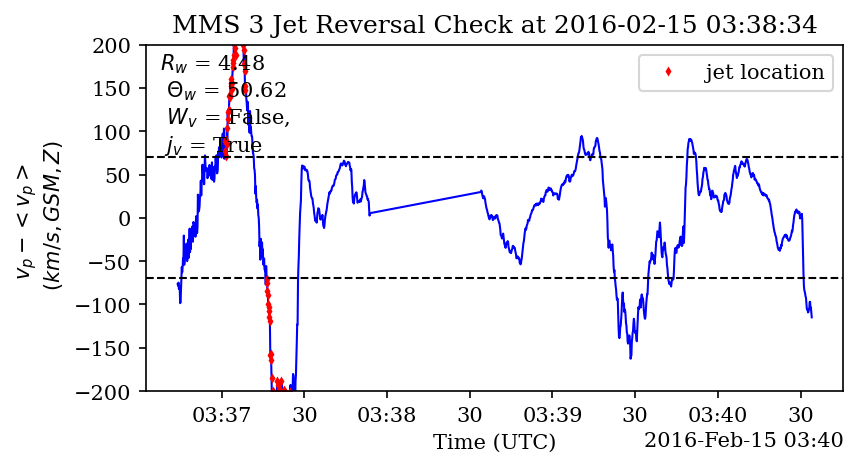 MMS 3 Jet Reversal Check at 2016-02-15 03:38:34
R_w = 4.48
Θ_w = 50.62
W_v = False,
j_v = True
jet location
200
150
100
50
0
−50
−100
−150
−200
v_p − < v_p >
(km/s, GSM, Z)
03:37 30 03:38 30 03:39 30 03:40 30
Time (UTC)
2016-Feb-15 03:40